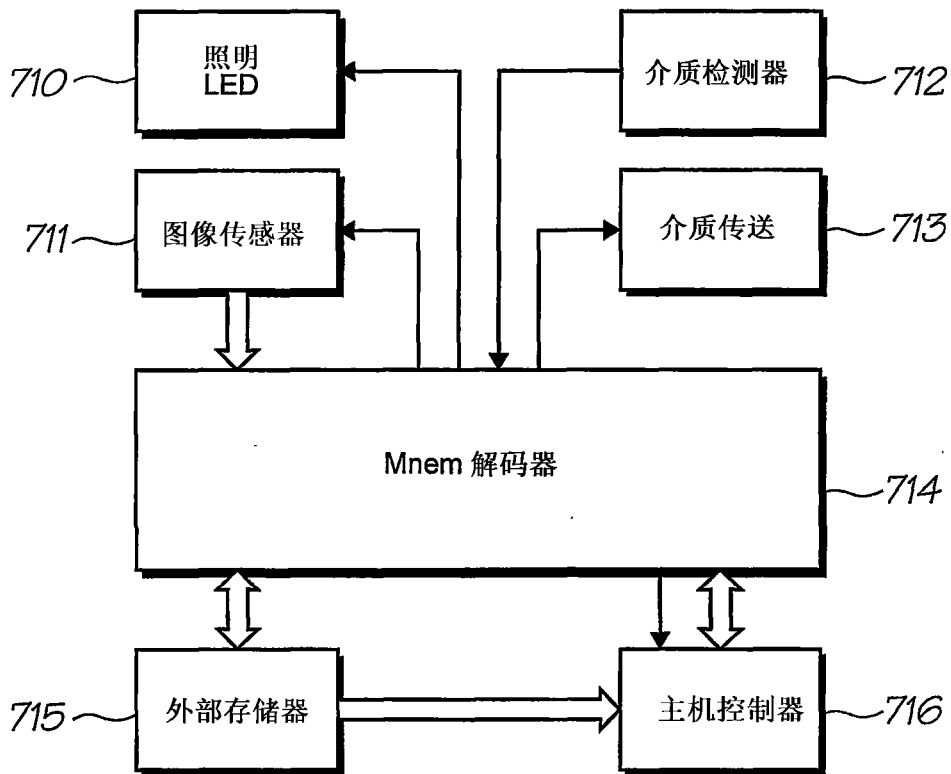 710
照明
LED
介质检测器
712
711
图像传感器
介质传送
713
Mnem 解码器
714
715
外部存储器
主机控制器
716